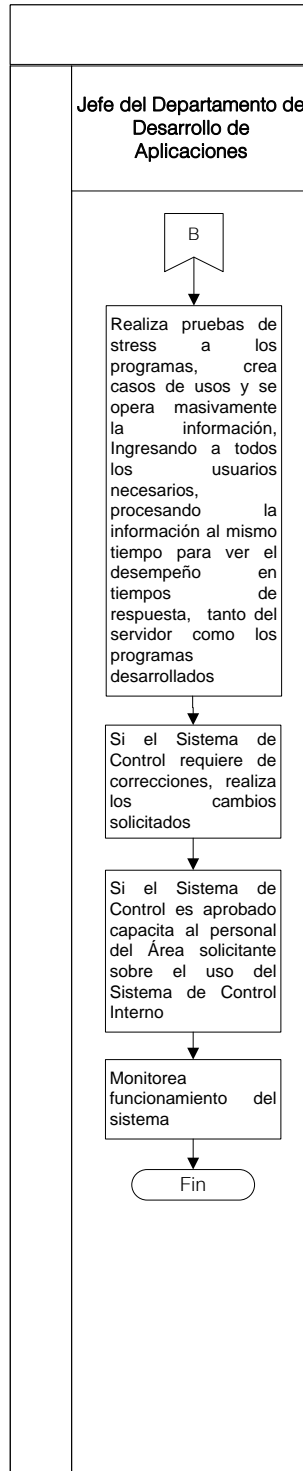 Jefe del Departamento de
Desarrollo de
Aplicaciones
B
Realiza pruebas de
stress a los
programas, crea
casos de usos y se
opera masivamente
la información,
Ingresando a todos
los usuarios
necesarios,
procesando la
información al mismo
tiempo para ver el
desempeño en
tiempos de
respuesta, tanto del
servidor como los
programas
desarrollados
Si el Sistema de
Control requiere de
correcciones, realiza
los cambios
solicitados
Si el Sistema de
Control es aprobado
capacita al personal
del Área solicitante
sobre el uso del
Sistema de Control
Interno
Monitorea
funcionamiento del
sistema
Fin